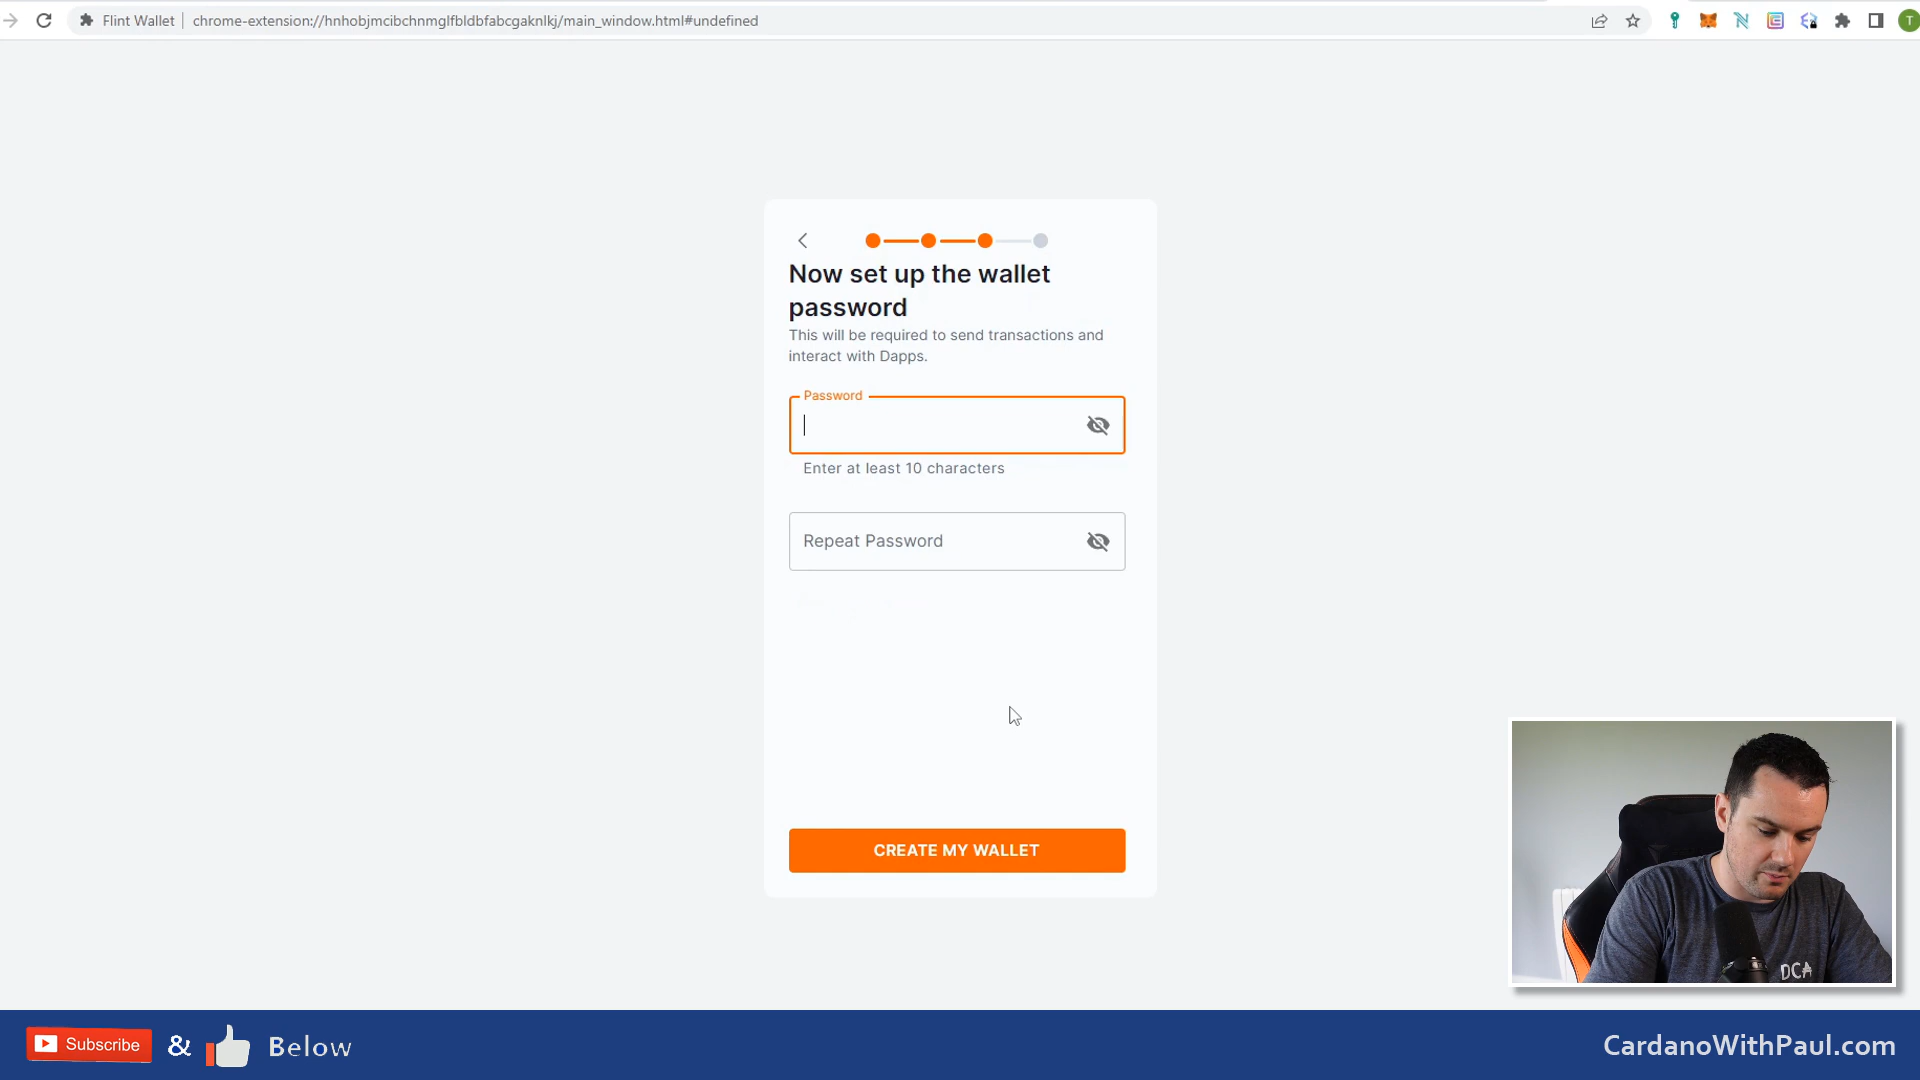 Flint Wallet
chrome-extension://hnhobjmcibchnmglfbldbfabcgaknlkj/main_window.html#undefined
T
Now set up the wallet
password
This will be required to send transactions and
interact with Dapps.
Password
Enter at least 10 characters
Repeat Password
CREATE MY WALLET
DCA
Subscribe & Below
CardanoWithPaul.com